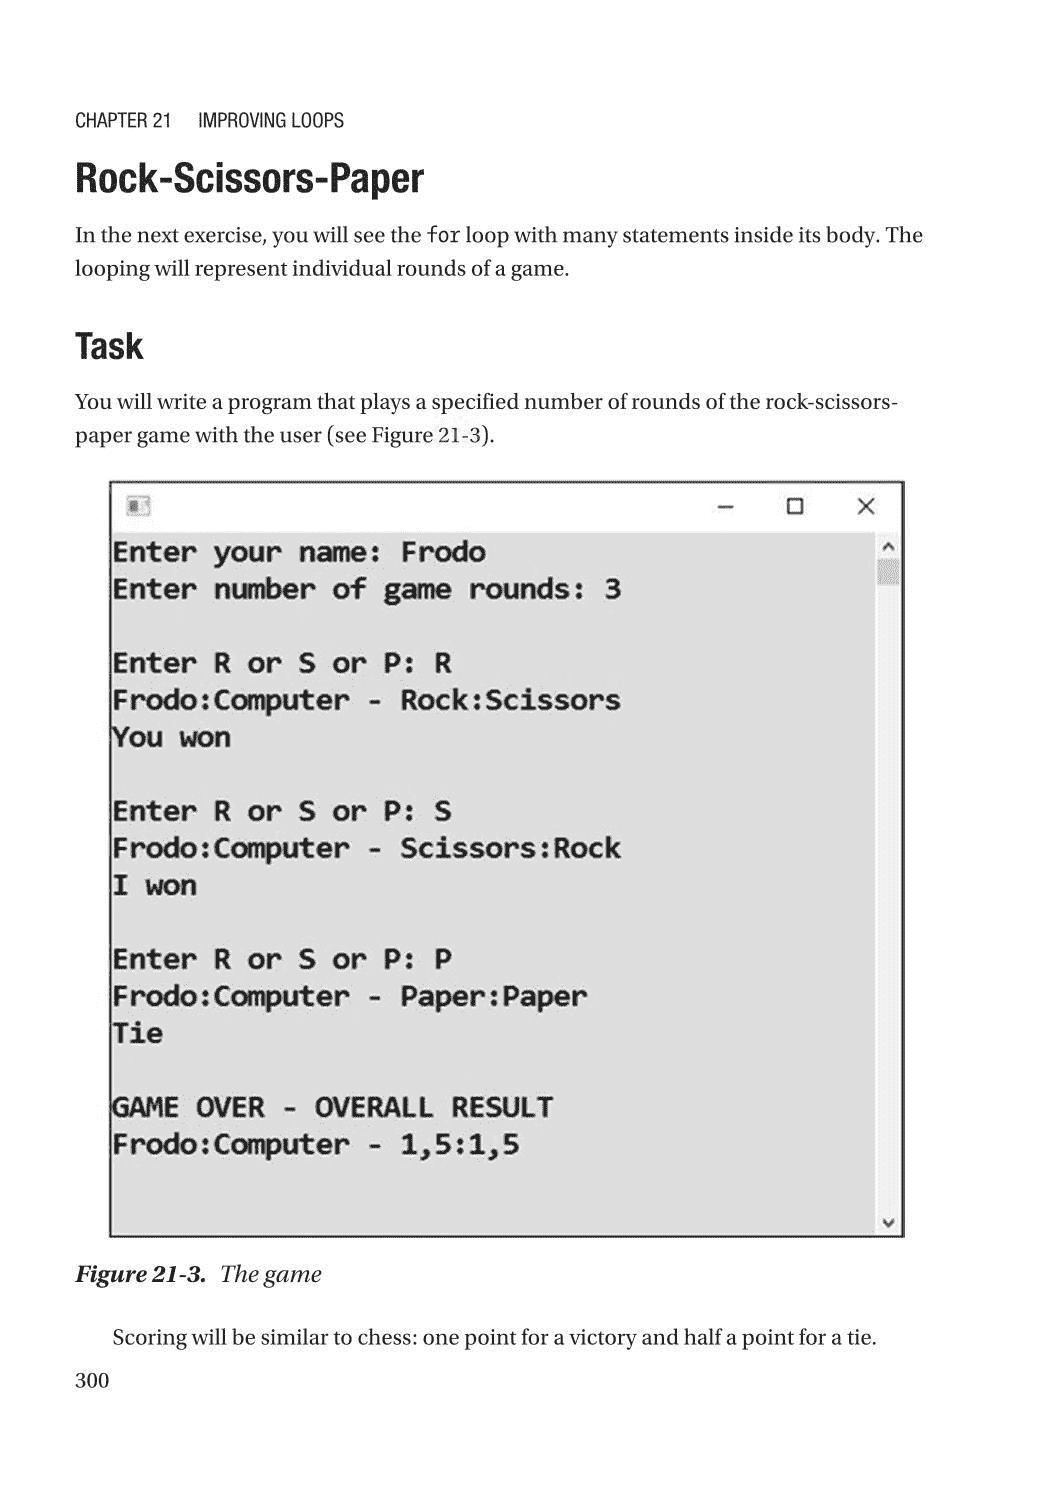 CHAPTER 21 IMPROVING LOOPS
Rock-Scissors-Paper
In the next exercise, you will see the for loop with many statements inside its body. The
looping will represent individual rounds of a game.
Task
You will write a program that plays a specified number of rounds of the rock-scissors-
paper game with the user (see Figure 21-3).
Enter your name: Frodo
Enter number of game rounds: 3
Enter R or S or P: R
Frodo:Computer - Rock:Scissors
You won
Enter R or S or P: S
Frodo:Computer - Scissors:Rock
I won
Enter R or S or P: P
Frodo:Computer - Paper:Paper
Tie
GAME OVER - OVERALL RESULT
Frodo:Computer - 1,5:1,5
Figure 21-3. The game
Scoring will be similar to chess: one point for a victory and half a point for a tie.
300